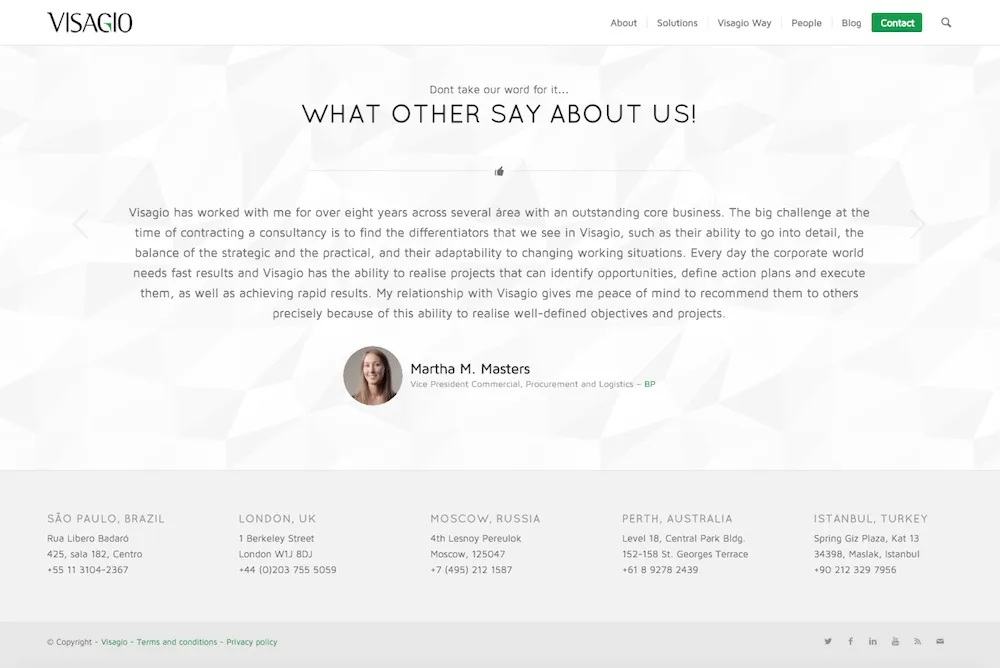 VISAGIO
About
Solutions
Visagio Way
People
Blog
Contact
Dont take our word for it...
WHAT OTHER SAY ABOUT US!
Visagio has worked with me for over eight years across several área with an outstanding core business. The big challenge at the
time of contracting a consultancy is to find the differentiators that we see in Visagio, such as their ability to go into detail, the
balance of the strategic and the practical, and their adaptability to changing working situations. Every day the corporate world
needs fast results and Visagio has the ability to realise projects that can identify opportunities, define action plans and execute
them, as well as achieving rapid results. My relationship with Visagio gives me peace of mind to recommend them to others
precisely because of this ability to realise well-defined objectives and projects.
Martha M. Masters
Vice President Commercial, Procurement and Logistics – BP
SÃO PAULO, BRAZIL
Rua Libero Badaró
425, sala 182, Centro
+55 11 3104-2367
LONDON, UK
1 Berkeley Street
London W1J 8DJ
+44 (0)203 755 5059
MOSCOW, RUSSIA
4th Lesnoy Pereulok
Moscow, 125047
+7 (495) 212 1587
PERTH, AUSTRALIA
Level 18, Central Park Bldg.
152-158 St. Georges Terrace
+61 8 9278 2439
ISTANBUL, TURKEY
Spring Giz Plaza, Kat 13
34398, Maslak, Istanbul
+90 212 329 7956
© Copyright - Visagio - Terms and conditions - Privacy policy